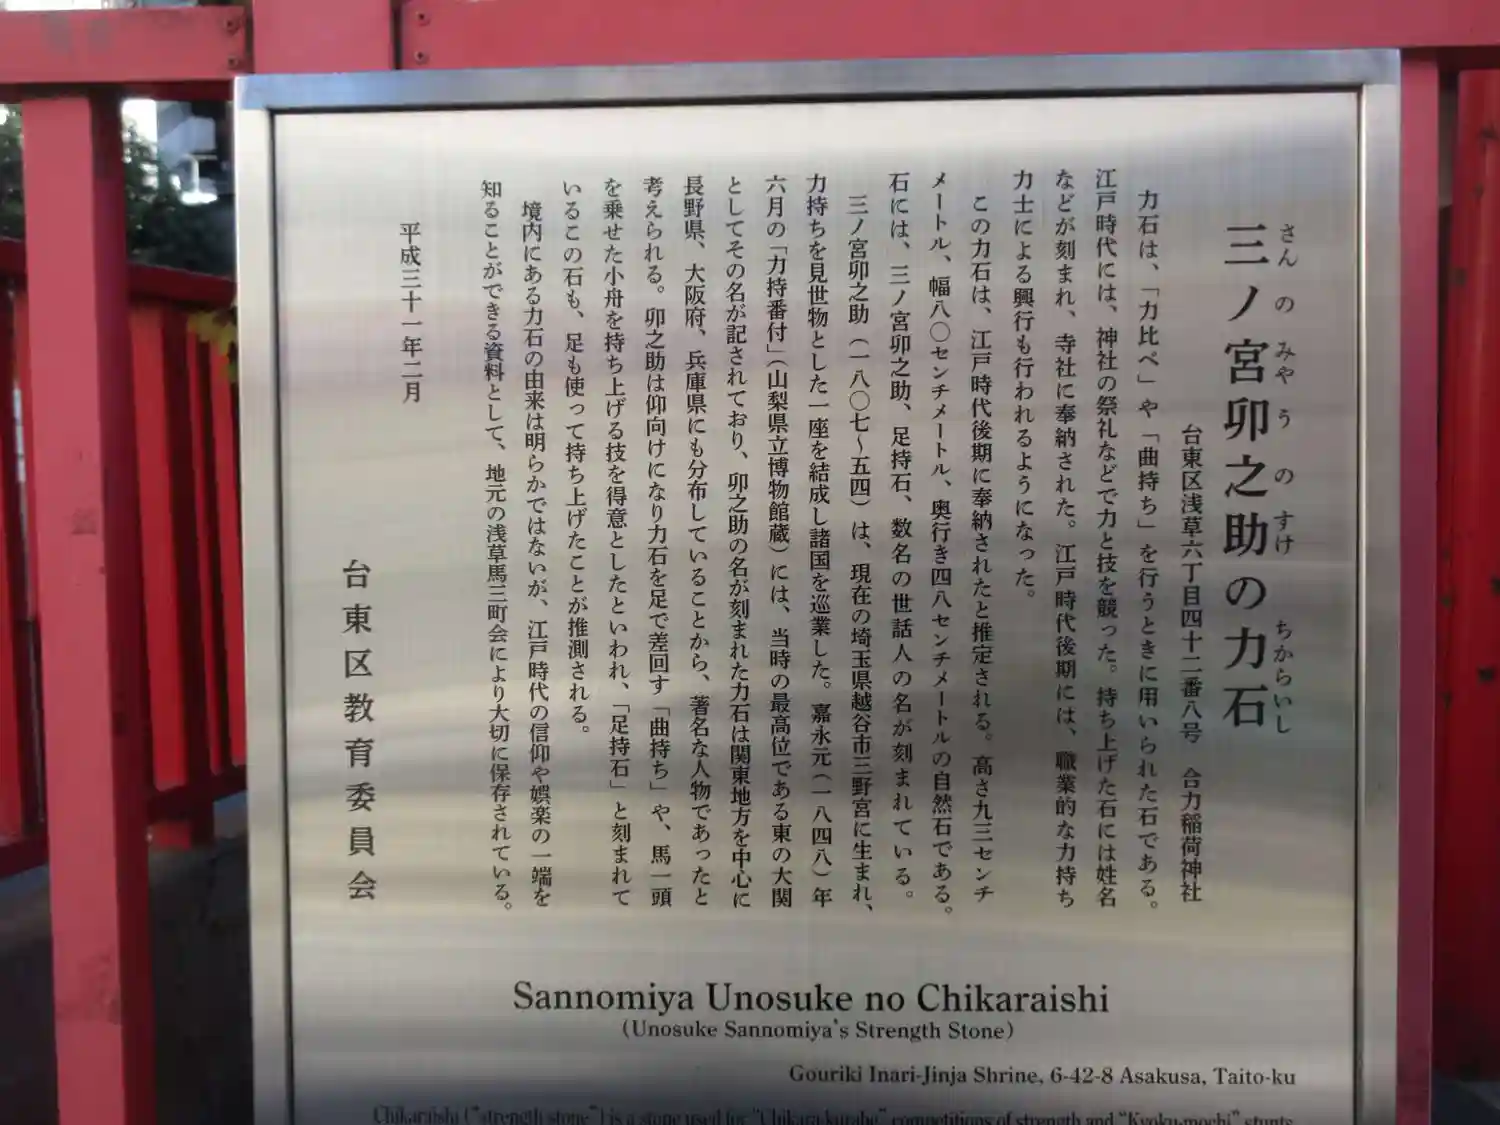 三ノ宮卯之助の力石
さんのみやうのすけ ちからいし
台東区浅草六丁目四十二番八号 合力稲荷神社
力石は、「力比べ」や「曲持ち」を行うときに用いられた石である。
江戸時代には、神社の祭礼などで力と技を競った。持ち上げた石には姓名
などが刻まれ、寺社に奉納された。江戸時代後期には、職業的な力持ち
力士による興行も行われるようになった。
この力石は、江戸時代後期に奉納されたと推定される。高さ九三センチ
メートル、幅八〇センチメートル、奥行き四八センチメートルの自然石である。
石には、三ノ宮卯之助、足持石、数名の世話人の名が刻まれている。
三ノ宮卯之助（一八〇七～五四）は、現在の埼玉県越谷市三野宮に生まれ、
力持ちを見世物とした一座を結成し諸国を巡業した。嘉永元（一八四八）年
六月の「力持番付」（山梨県立博物館蔵）には、当時の最高位である東の大関
としてその名が記されており、卯之助の名が刻まれた力石は関東地方を中心に
長野県、大阪府、兵庫県にも分布していることから、著名な人物であったと
考えられる。卯之助は仰向けになり力石を足で差回す「曲持ち」や、馬一頭
を乗せた小舟を持ち上げる技を得意としたといわれ、「足持石」と刻まれて
いるこの石も、足も使って持ち上げたことが推測される。
境内にある力石の由来は明らかではないが、江戸時代の信仰や娯楽の一端を
知ることができる資料として、地元の浅草馬三町会により大切に保存されている。
平成三十一年二月
台東区教育委員会
Sannomiya Unosuke no Chikaraishi
(Unosuke Sannomiya's Strength Stone)
Gouriki Inari-Jinja Shrine, 6-42-8 Asakusa, Taito-ku
Chikaraishi ("strength stone") is a stone used for "Chikara-kurabe" competitions of strength and "Kyoku-mochi" stunts